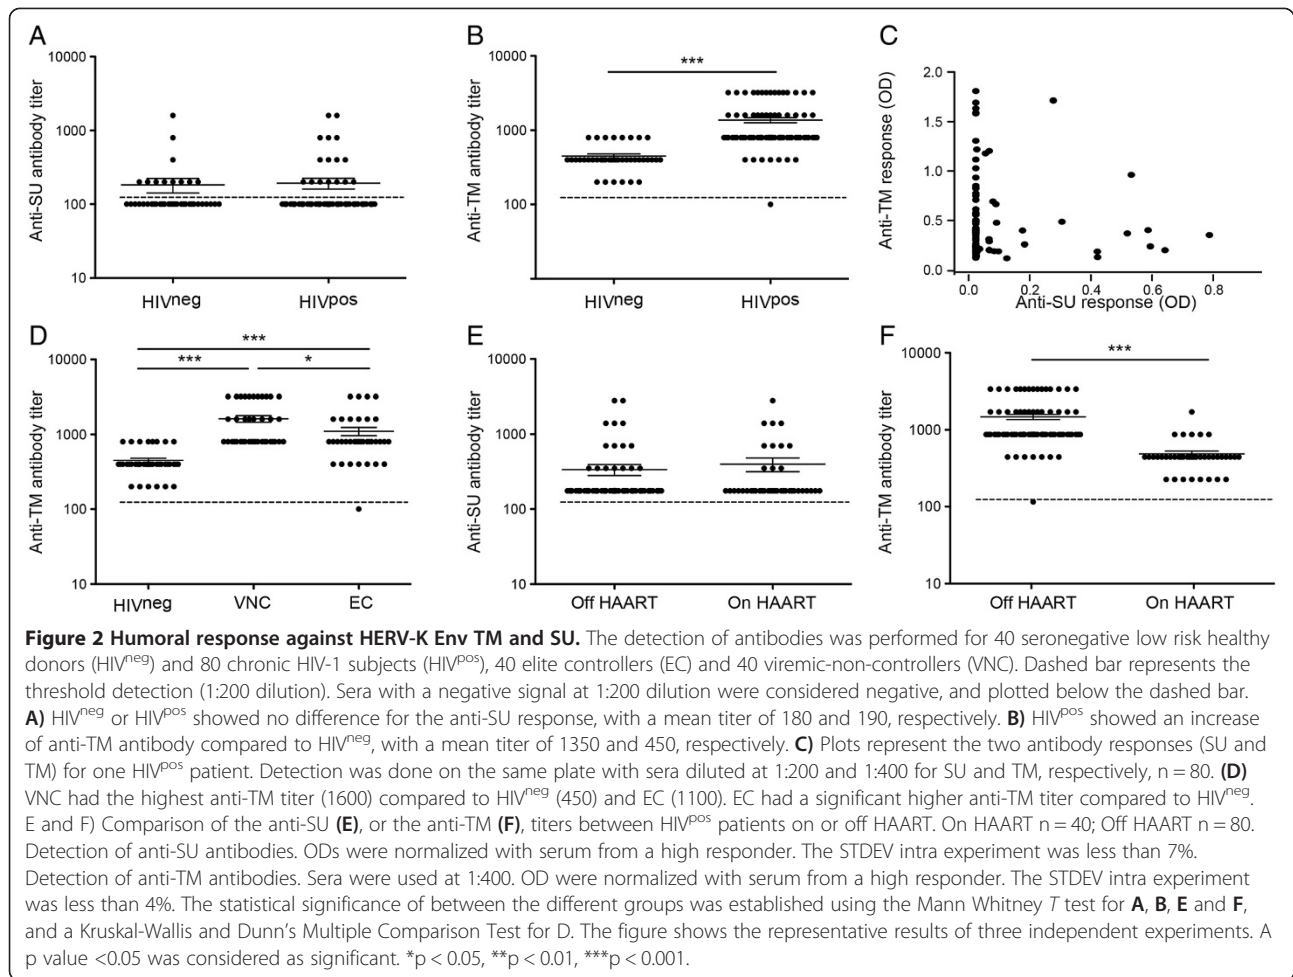 A
B
C
10000
1000
100
10
Anti-SU antibody titer
HIVneg
HIVpos
10000
1000
100
Anti-TM antibody titer
***
HIVneg
HIVpos
2.0
1.5
1.0
0.5
0.0
Anti-TM response (OD)
0.0 0.2 0.4 0.6 0.8
Anti-SU response (OD)
D
E
F
10000
1000
100
10
Anti-TM antibody titer
***
***
*
HIVneg
VNC
EC
10000
1000
100
10
Anti-SU antibody titer
Off HAART
On HAART
10000
1000
100
10
Anti-TM antibody titer
***
Off HAART
On HAART
Figure 2 Humoral response against HERV-K Env TM and SU. The detection of antibodies was performed for 40 seronegative low risk healthy
donors (HIVneg) and 80 chronic HIV-1 subjects (HIVpos), 40 elite controllers (EC) and 40 viremic-non-controllers (VNC). Dashed bar represents the
threshold detection (1:200 dilution). Sera with a negative signal at 1:200 dilution were considered negative, and plotted below the dashed bar.
A) HIVneg or HIVpos showed no difference for the anti-SU response, with a mean titer of 180 and 190, respectively. B) HIVpos showed an increase
of anti-TM antibody compared to HIVneg, with a mean titer of 1350 and 450, respectively. C) Plots represent the two antibody responses (SU and
TM) for one HIVpos patient. Detection was done on the same plate with sera diluted at 1:200 and 1:400 for SU and TM, respectively, n = 80. (D)
VNC had the highest anti-TM titer (1600) compared to HIVneg (450) and EC (1100). EC had a significant higher anti-TM titer compared to HIVneg.
E and F) Comparison of the anti-SU (E), or the anti-TM (F), titers between HIVpos patients on or off HAART. On HAART n = 40; Off HAART n = 80.
Detection of anti-SU antibodies. ODs were normalized with serum from a high responder. The STDEV intra experiment was less than 7%.
Detection of anti-TM antibodies. Sera were used at 1:400. OD were normalized with serum from a high responder. The STDEV intra experiment
was less than 4%. The statistical significance of between the different groups was established using the Mann Whitney T test for A, B, E and F,
and a Kruskal-Wallis and Dunn's Multiple Comparison Test for D. The figure shows the representative results of three independent experiments. A
p value <0.05 was considered as significant. *p < 0.05, **p < 0.01, ***p < 0.001.